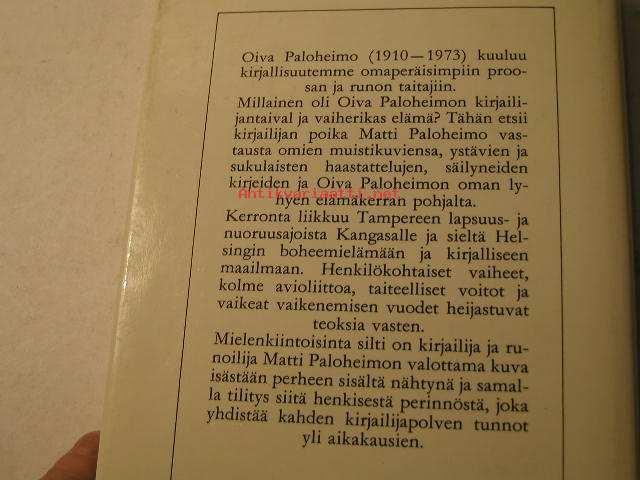 Oiva Paloheimo (1910—1973) kuuluu
kirjallisuutemme omaperäisimpiin proo-
san ja runon taitajiin.
Millainen oli Oiva Paloheimon kirjaili-
jantaival ja vaiherikas elämä? Tähän etsii
kirjailijan poika Matti Paloheimo vas-
tausta omien muistikuviensa, ystävien ja
sukulaisten haastattelujen, säilyneiden
kirjeiden ja Oiva Paloheimon oman ly-
Antikvariaatti.net
hyen elämäkerran pohjalta.
Kerronta liikkuu Tampereen lapsuus- ja
nuoruusajoista Kangasalle ja sieltä Hel-
singin boheemielämään ja kirjalliseen
maailmaan. Henkilökohtaiset vaiheet,
kolme avioliittoa, taiteelliset voitot ja
vaikeat vaikenemisen vuodet heijastuvat
teoksia vasten.
Mielenkiintoisinta silti on kirjailija ja ru-
noilija Matti Paloheimon valottama kuva
isästään perheen sisältä nähtynä ja samal-
la tilitys siitä henkisestä perinnöstä, joka
yhdistää kahden kirjailijapolven tunnot
yli aikakausien.